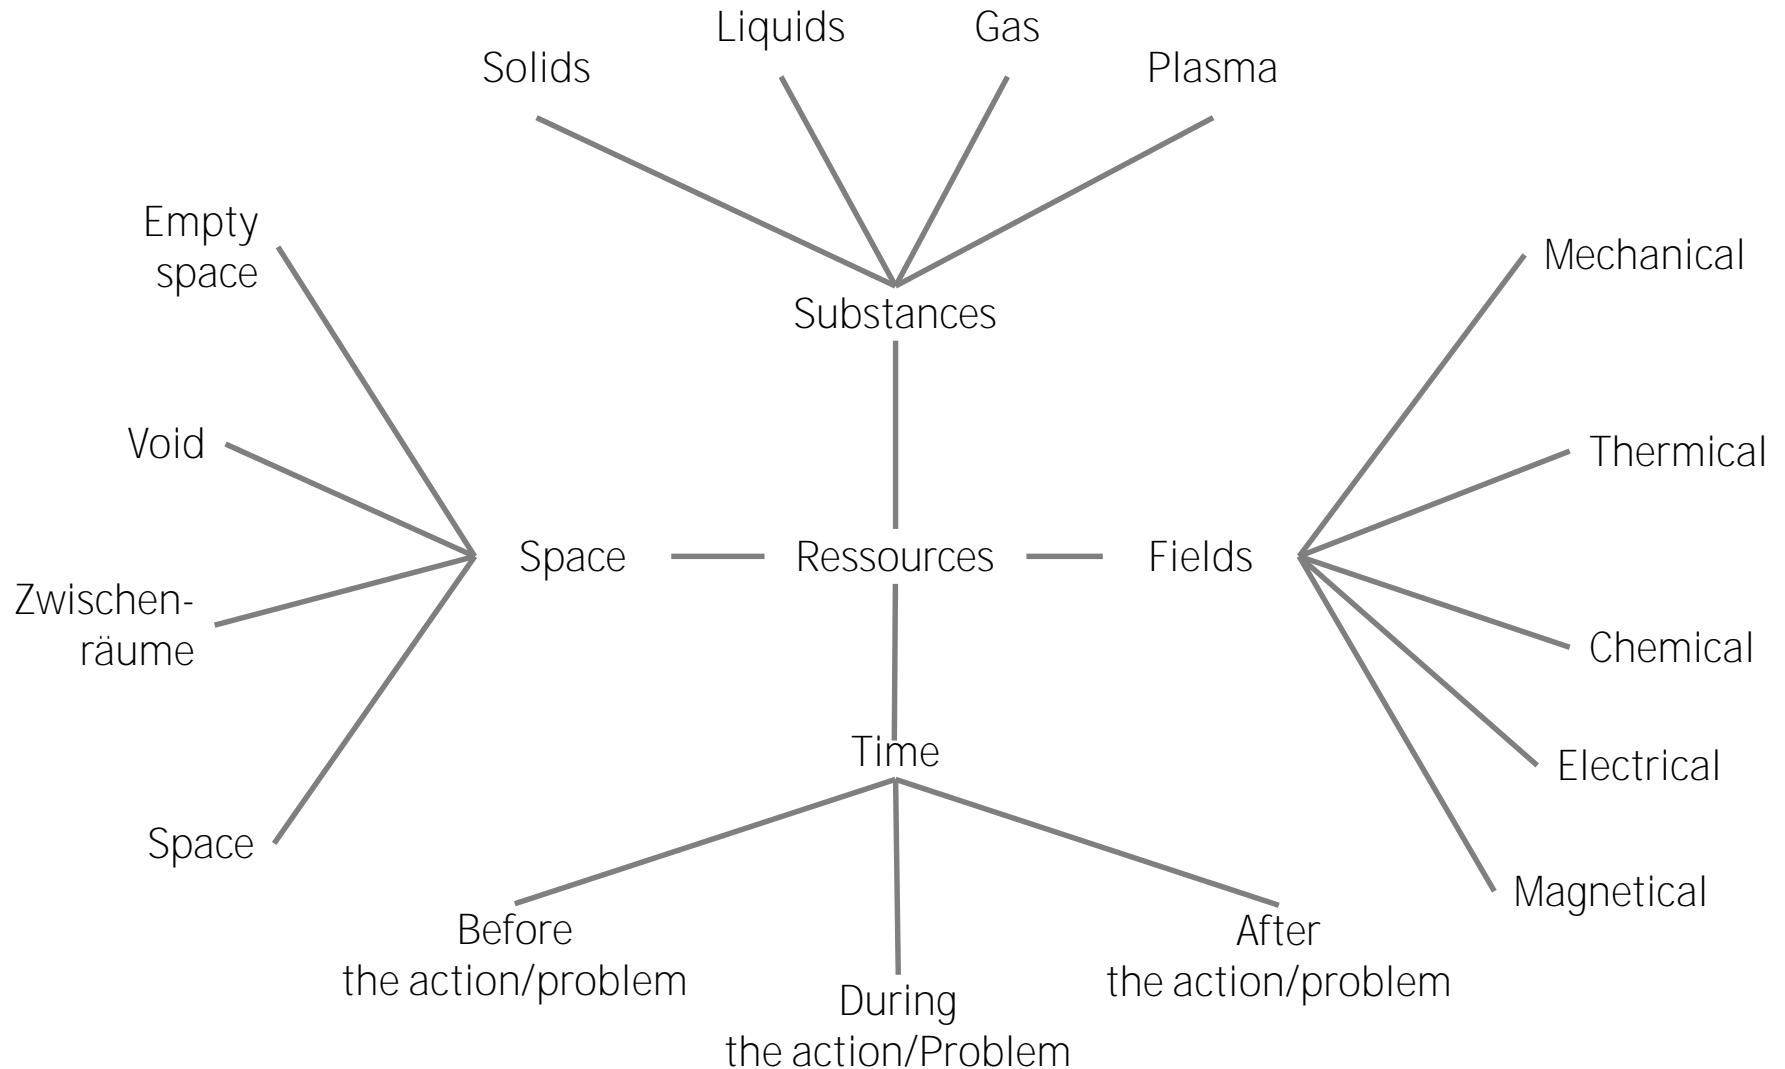 Liquids
Gas
Solids
Plasma
Empty
space
Mechanical
Substances
Void
Thermical
Space
Ressources
Fields
Zwischen-
räume
Chemical
Time
Electrical
Space
Magnetical
Before
the action/problem
After
the action/problem
During
the action/Problem